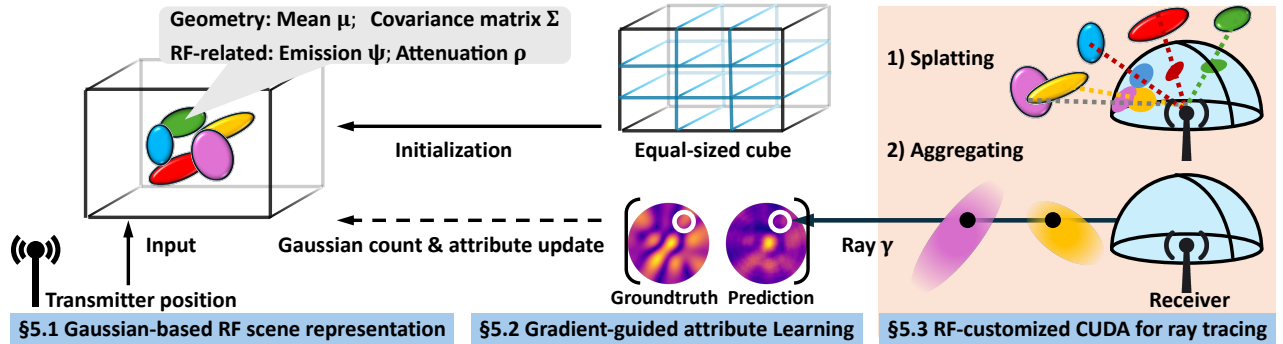 Geometry: Mean μ; Covariance matrix Σ
RF-related: Emission ψ; Attenuation ρ
Initialization
Equal-sized cube
Input
Transmitter position
Gaussian count & attribute update
Groundtruth
Prediction
Ray γ
1) Splatting
2) Aggregating
Receiver
§5.1 Gaussian-based RF scene representation
§5.2 Gradient-guided attribute Learning
§5.3 RF-customized CUDA for ray tracing